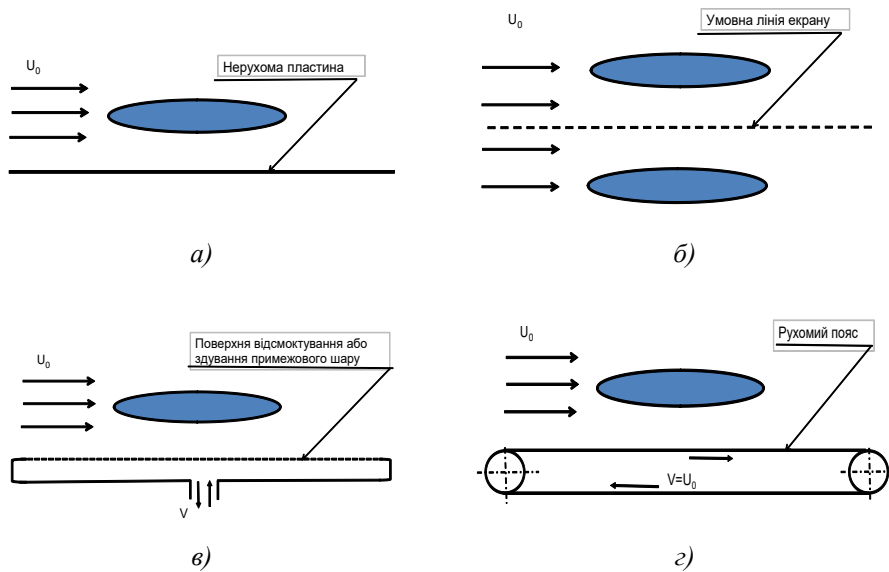 U₀
Нерухома пластина
а)
U₀
Умовна лінія екрану
б)
U₀
Поверхня відсмоктування або
здування примежового шару
V
в)
U₀
Рухомий пояс
V=U₀
г)